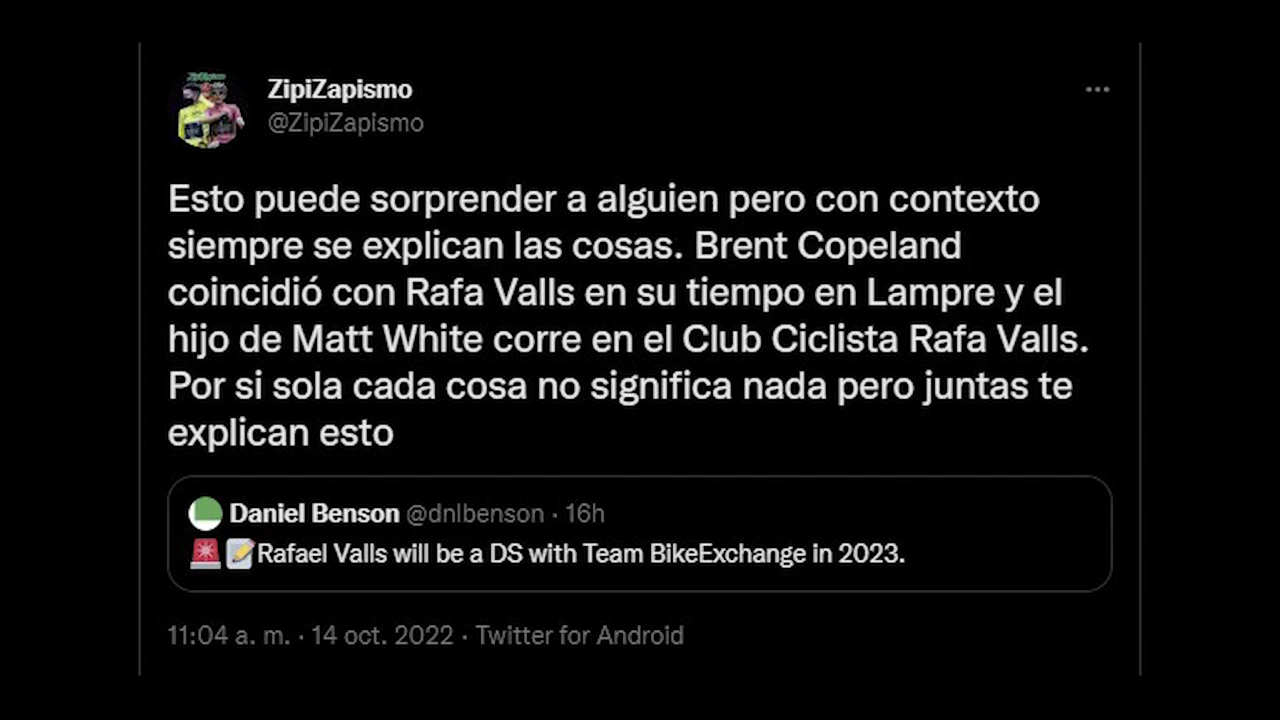 ZipiZapismo
@ZipiZapismo
Esto puede sorprender a alguien pero con contexto
siempre se explican las cosas. Brent Copeland
coincidió con Rafa Valls en su tiempo en Lampre y el
hijo de Matt White corre en el Club Ciclista Rafa Valls.
Por si sola cada cosa no significa nada pero juntas te
explican esto
Daniel Benson @dnlbenson · 16h
🚨📝Rafael Valls will be a DS with Team BikeExchange in 2023.
11:04 a. m. · 14 oct. 2022 · Twitter for Android